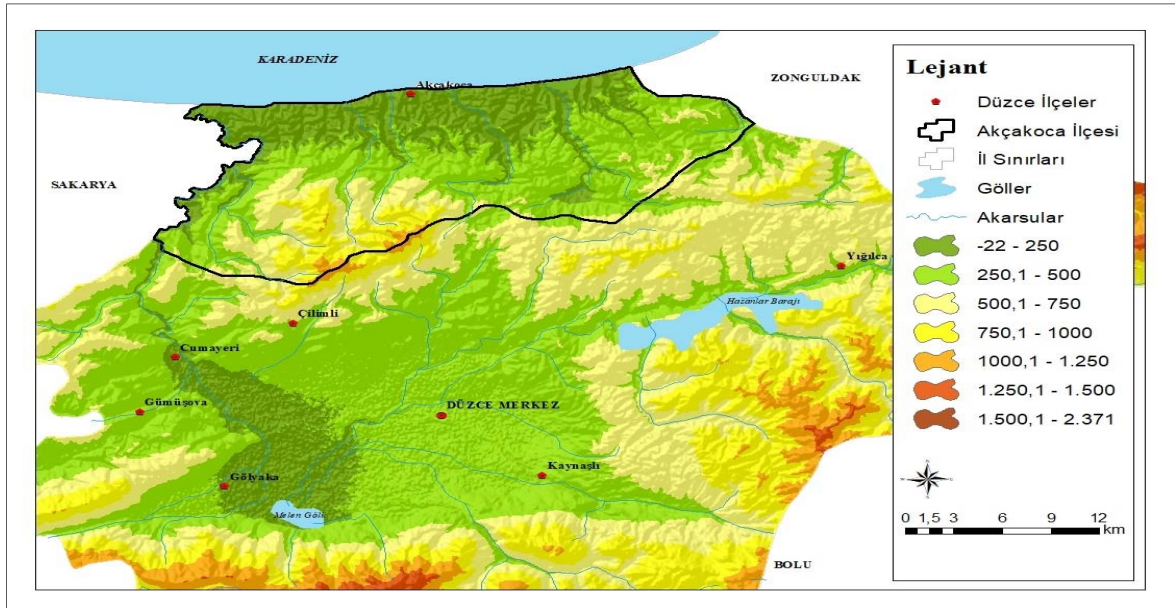 KARADENİZ
Akçakoca
ZONGULDAK
SAKARYA
Yığılca
Hasanlar Barajı
Çilimli
Cumayeri
Gümüşova
DÜZCE MERKEZ
Gölyaka
Kaynaşlı
Melen Gölü
BOLU
Lejant
Düzce İlçeler
Akçakoca İlçesi
İl Sınırları
Göller
Akarsular
-22 - 250
250,1 - 500
500,1 - 750
750,1 - 1000
1000,1 - 1.250
1.250,1 - 1.500
1.500,1 - 2.371
0 1,5 3 6 9 12
km